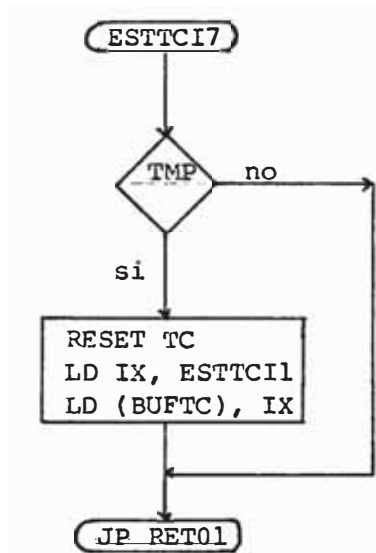 ESTTCI7
TMP
no
si
RESET TC
LD IX, ESTTCI1
LD (BUFTC), IX
JP RET01